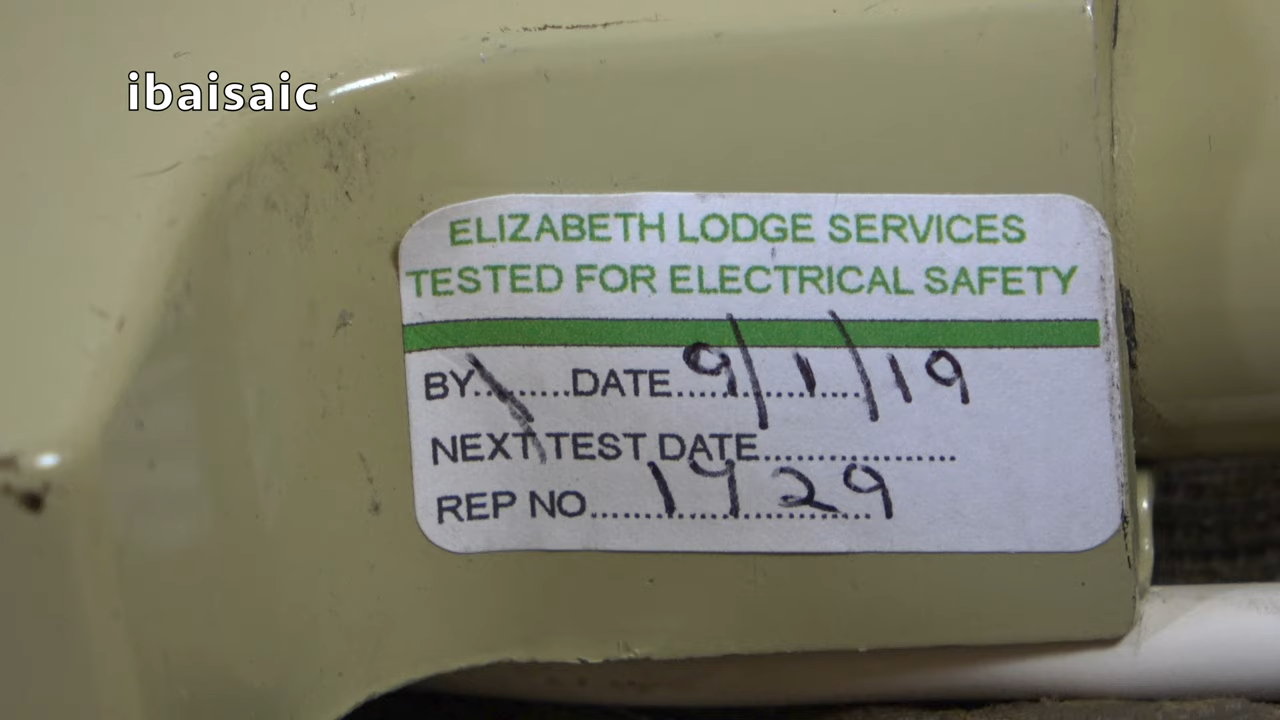 ibaisaic
ELIZABETH LODGE SERVICES
TESTED FOR ELECTRICAL SAFETY
BY.........DATE 9/1/19
NEXT TEST DATE..................
REP NO...... 1929